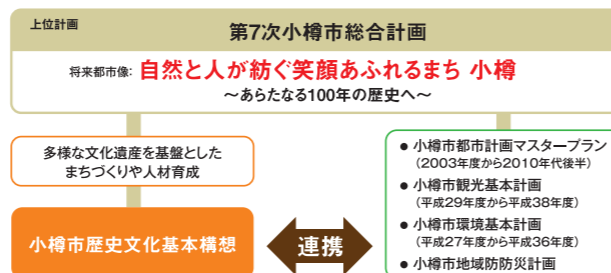 上位計画
第7次小樽市総合計画
将来都市像: 自然と人が紡ぐ笑顔あふれるまち 小樽
〜あらたなる100年の歴史へ〜
多様な文化遺産を基盤とした
まちづくりや人材育成
小樽市歴史文化基本構想
連携
● 小樽市都市計画マスタープラン
（2003年度から2010年代後半）
● 小樽市観光基本計画
（平成29年度から平成38年度）
● 小樽市環境基本計画
（平成27年度から平成36年度）
● 小樽市地域防防災計画